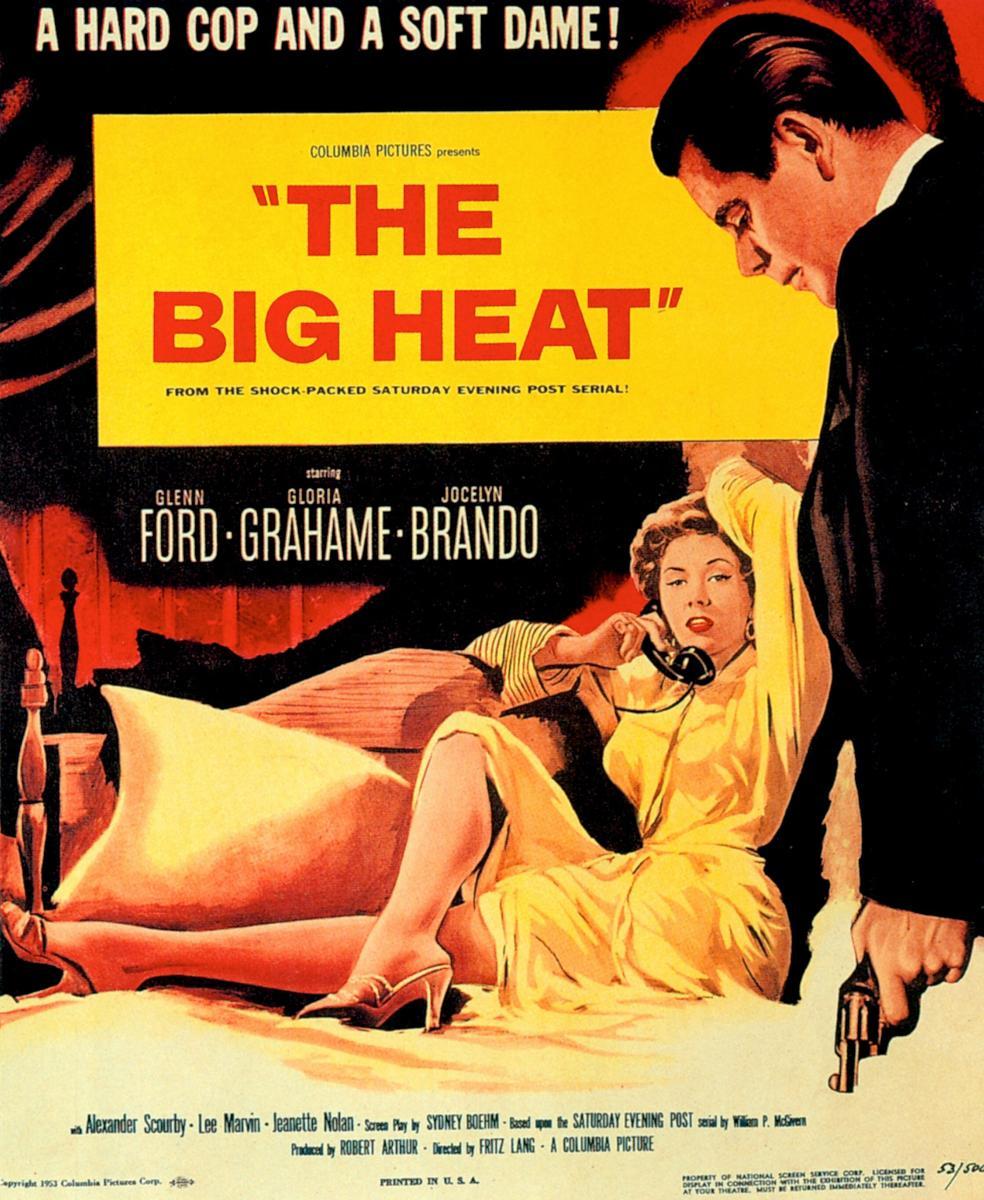 A HARD COP AND A SOFT DAME!
COLUMBIA PICTURES presents
"THE
BIG HEAT"
FROM THE SHOCK-PACKED SATURDAY EVENING POST SERIAL!
starring
GLENN FORD · GLORIA GRAHAME · JOCELYN BRANDO
with Alexander Scourby · Lee Marvin · Jeanette Nolan · Screen Play by SYDNEY BOEHM · Based upon the SATURDAY EVENING POST serial by William P. McGivern
Produced by ROBERT ARTHUR · Directed by FRITZ LANG · A COLUMBIA PICTURE
opyright 1953 Columbia Pictures Corp.
PRINTED IN U. S. A.
PROPERTY OF NATIONAL SCREEN SERVICE CORP. LICENSED FOR
DISPLAY IN CONNECTION WITH THE EXHIBITION OF THIS PICTURE
AT YOUR THEATRE. MUST BE RETURNED IMMEDIATELY THEREAFTER.
53/500